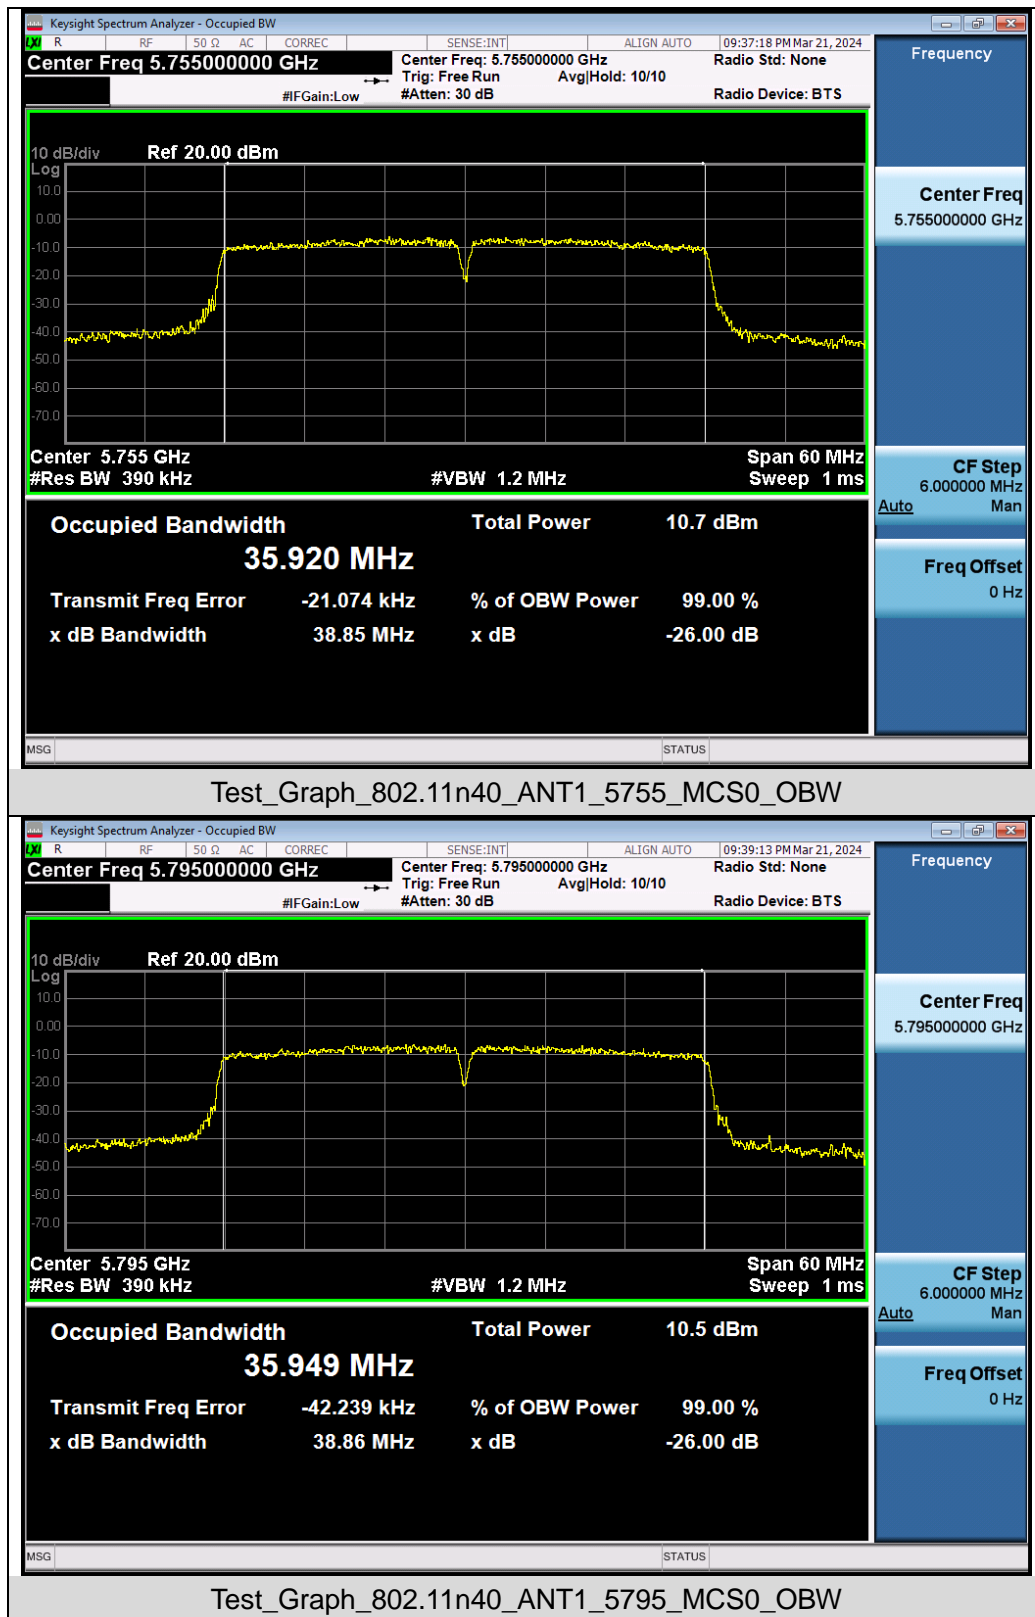 Keysight Spectrum Analyzer - Occupied BW
LXI R RF 50 Ω AC CORREC SENSE:INT ALIGN AUTO 09:37:18 PM Mar 21, 2024
Center Freq 5.755000000 GHz
Center Freq: 5.755000000 GHz Radio Std: None
Trig: Free Run Avg|Hold: 10/10
#IFGain:Low #Atten: 30 dB Radio Device: BTS
Frequency
10 dB/div Ref 20.00 dBm
Log
10.0
0.00
-10.0
-20.0
-30.0
-40.0
-50.0
-60.0
-70.0
Center 5.755 GHz Span 60 MHz
#Res BW 390 kHz #VBW 1.2 MHz Sweep 1 ms
Center Freq
5.755000000 GHz
CF Step
6.000000 MHz
Auto Man
Freq Offset
0 Hz
Occupied Bandwidth Total Power 10.7 dBm
35.920 MHz
Transmit Freq Error -21.074 kHz % of OBW Power 99.00 %
x dB Bandwidth 38.85 MHz x dB -26.00 dB
MSG STATUS
Test_Graph_802.11n40_ANT1_5755_MCS0_OBW
Keysight Spectrum Analyzer - Occupied BW
LXI R RF 50 Ω AC CORREC SENSE:INT ALIGN AUTO 09:39:13 PM Mar 21, 2024
Center Freq 5.795000000 GHz
Center Freq: 5.795000000 GHz Radio Std: None
Trig: Free Run Avg|Hold: 10/10
#IFGain:Low #Atten: 30 dB Radio Device: BTS
Frequency
10 dB/div Ref 20.00 dBm
Log
10.0
0.00
-10.0
-20.0
-30.0
-40.0
-50.0
-60.0
-70.0
Center 5.795 GHz Span 60 MHz
#Res BW 390 kHz #VBW 1.2 MHz Sweep 1 ms
Center Freq
5.795000000 GHz
CF Step
6.000000 MHz
Auto Man
Freq Offset
0 Hz
Occupied Bandwidth Total Power 10.5 dBm
35.949 MHz
Transmit Freq Error -42.239 kHz % of OBW Power 99.00 %
x dB Bandwidth 38.86 MHz x dB -26.00 dB
MSG STATUS
Test_Graph_802.11n40_ANT1_5795_MCS0_OBW